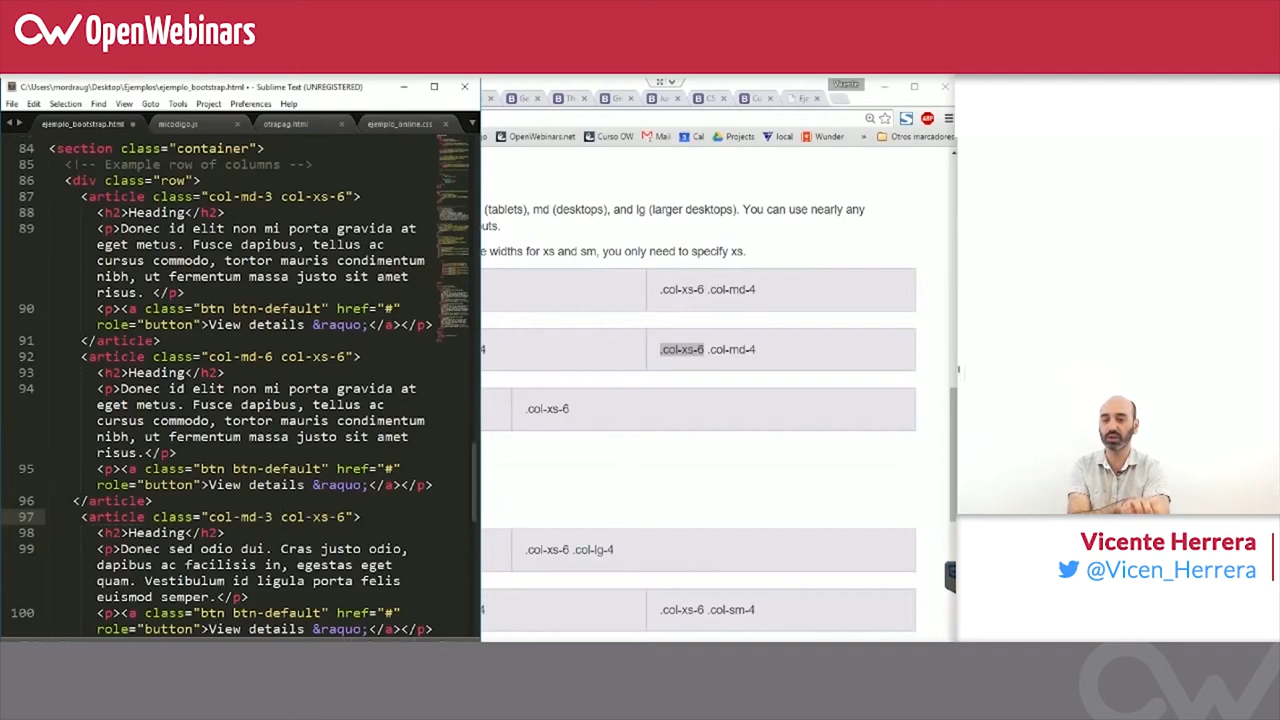 OpenWebinars
C:\Users\mordraug\Desktop\Ejemplos\ejemplo_bootstrap.html • - Sublime Text (UNREGISTERED)
File Edit Selection Find View Goto Tools Project Preferences Help
ejemplo_bootstrap.html
micodigo.js
otrapag.html
ejemplo_online.css
84 <section class="container">
85 <!-- Example row of columns -->
86 <div class="row">
87 <article class="col-md-3 col-xs-6">
88 <h2>Heading</h2>
89 <p>Donec id elit non mi porta gravida at
eget metus. Fusce dapibus, tellus ac
cursus commodo, tortor mauris condimentum
nibh, ut fermentum massa justo sit amet
risus. </p>
90 <p><a class="btn btn-default" href="#"
role="button">View details &raquo;</a></p>
91 </article>
92 <article class="col-md-6 col-xs-6">
93 <h2>Heading</h2>
94 <p>Donec id elit non mi porta gravida at
eget metus. Fusce dapibus, tellus ac
cursus commodo, tortor mauris condimentum
nibh, ut fermentum massa justo sit amet
risus.</p>
95 <p><a class="btn btn-default" href="#"
role="button">View details &raquo;</a></p>
96 </article>
97 <article class="col-md-3 col-xs-6">
98 <h2>Heading</h2>
99 <p>Donec sed odio dui. Cras justo odio,
dapibus ac facilisis in, egestas eget
quam. Vestibulum id ligula porta felis
euismod semper.</p>
100 <p><a class="btn btn-default" href="#"
role="button">View details &raquo;</a></p>
Vicente
OpenWebinars.net Curso OW Mail Cal Projects local Wunder » Otros marcadores
(tablets), md (desktops), and lg (larger desktops). You can use nearly any
uts.
e widths for xs and sm, you only need to specify xs.
.col-xs-6 .col-md-4
4
.col-xs-6 .col-md-4
.col-xs-6
.col-xs-6 .col-lg-4
4
.col-xs-6 .col-sm-4
Vicente Herrera
@Vicen_Herrera